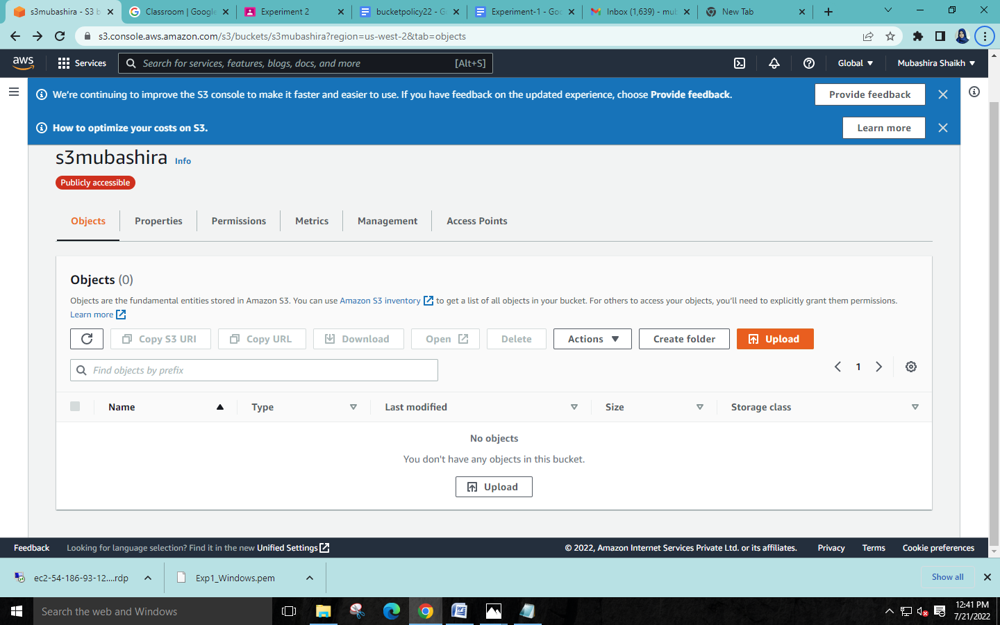 s3mubashira - S3 b
Classroom | Google
Experiment 2
bucketpolicy22 - G
Experiment-1 - Goo
Inbox (1,639) - mub
New Tab
s3.console.aws.amazon.com/s3/buckets/s3mubashira?region=us-west-2&tab=objects
aws
Services
Search for services, features, blogs, docs, and more
[Alt+S]
Global
Mubashira Shaikh
We're continuing to improve the S3 console to make it faster and easier to use. If you have feedback on the updated experience, choose Provide feedback.
Provide feedback
How to optimize your costs on S3.
Learn more
s3mubashira Info
Publicly accessible
Objects
Properties
Permissions
Metrics
Management
Access Points
Objects (0)
Objects are the fundamental entities stored in Amazon S3. You can use Amazon S3 inventory to get a list of all objects in your bucket. For others to access your objects, you'll need to explicitly grant them permissions.
Learn more
Copy S3 URI
Copy URL
Download
Open
Delete
Actions
Create folder
Upload
Find objects by prefix
1
Name
Type
Last modified
Size
Storage class
No objects
You don't have any objects in this bucket.
Upload
Feedback
Looking for language selection? Find it in the new Unified Settings
© 2022, Amazon Internet Services Private Ltd. or its affiliates.
Privacy
Terms
Cookie preferences
ec2-54-186-93-12....rdp
Exp1_Windows.pem
Show all
Search the web and Windows
12:41 PM
7/21/2022